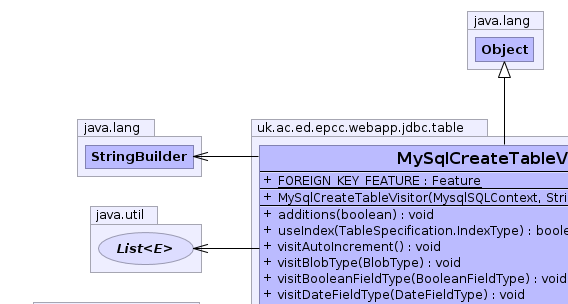 java.lang
Object
java.lang
StringBuilder
java.util
List<E>
uk.ac.ed.epcc.webapp.jdbc.table
MySqlCreateTableV
+ FOREIGN_KEY_FEATURE : Feature
+ MySqlCreateTableVisitor(MysqlSQLContext, Stri
+ additions(boolean) : void
+ useIndex(TableSpecification.IndexType) : boole
+ visitAutoIncrement() : void
+ visitBlobType(BlobType) : void
+ visitBooleanFieldType(BooleanFieldType) : void
+ visitDateFieldType(DateFieldType) : void